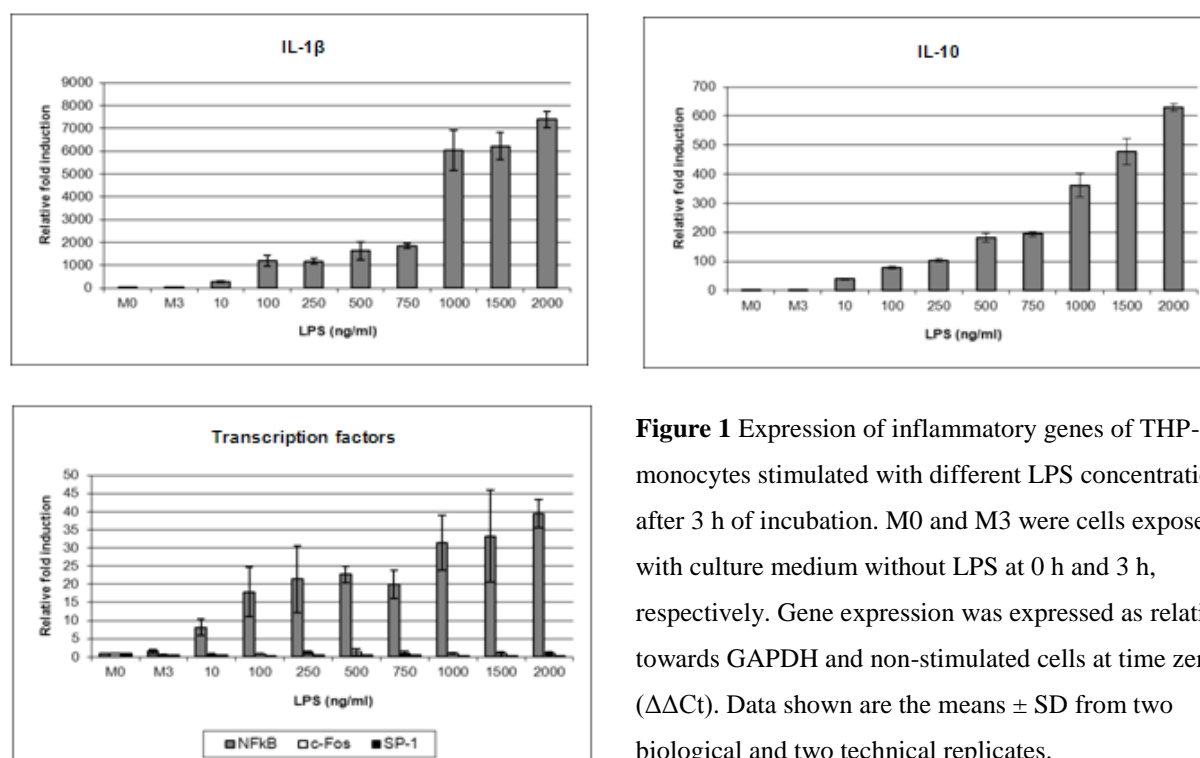 IL-1β
Relative fold induction
9000
8000
7000
6000
5000
4000
3000
2000
1000
0
M0 M3 10 100 250 500 750 1000 1500 2000
LPS (ng/ml)
IL-10
Relative fold induction
700
600
500
400
300
200
100
0
M0 M3 10 100 250 500 750 1000 1500 2000
LPS (ng/ml)
Transcription factors
Relative fold induction
50
45
40
35
30
25
20
15
10
5
0
M0 M3 10 100 250 500 750 1000 1500 2000
LPS (ng/ml)
NFkB c-Fos SP-1
Figure 1 Expression of inflammatory genes of THP-
monocytes stimulated with different LPS
after 3 h of incubation. M0 and M3 were cells
with culture medium without LPS at 0 h and 3 h,
respectively. Gene expression was expressed as
towards GAPDH and non-stimulated cells at time
(ΔΔCt). Data shown are the means ± SD from two
biological and two technical replicates.